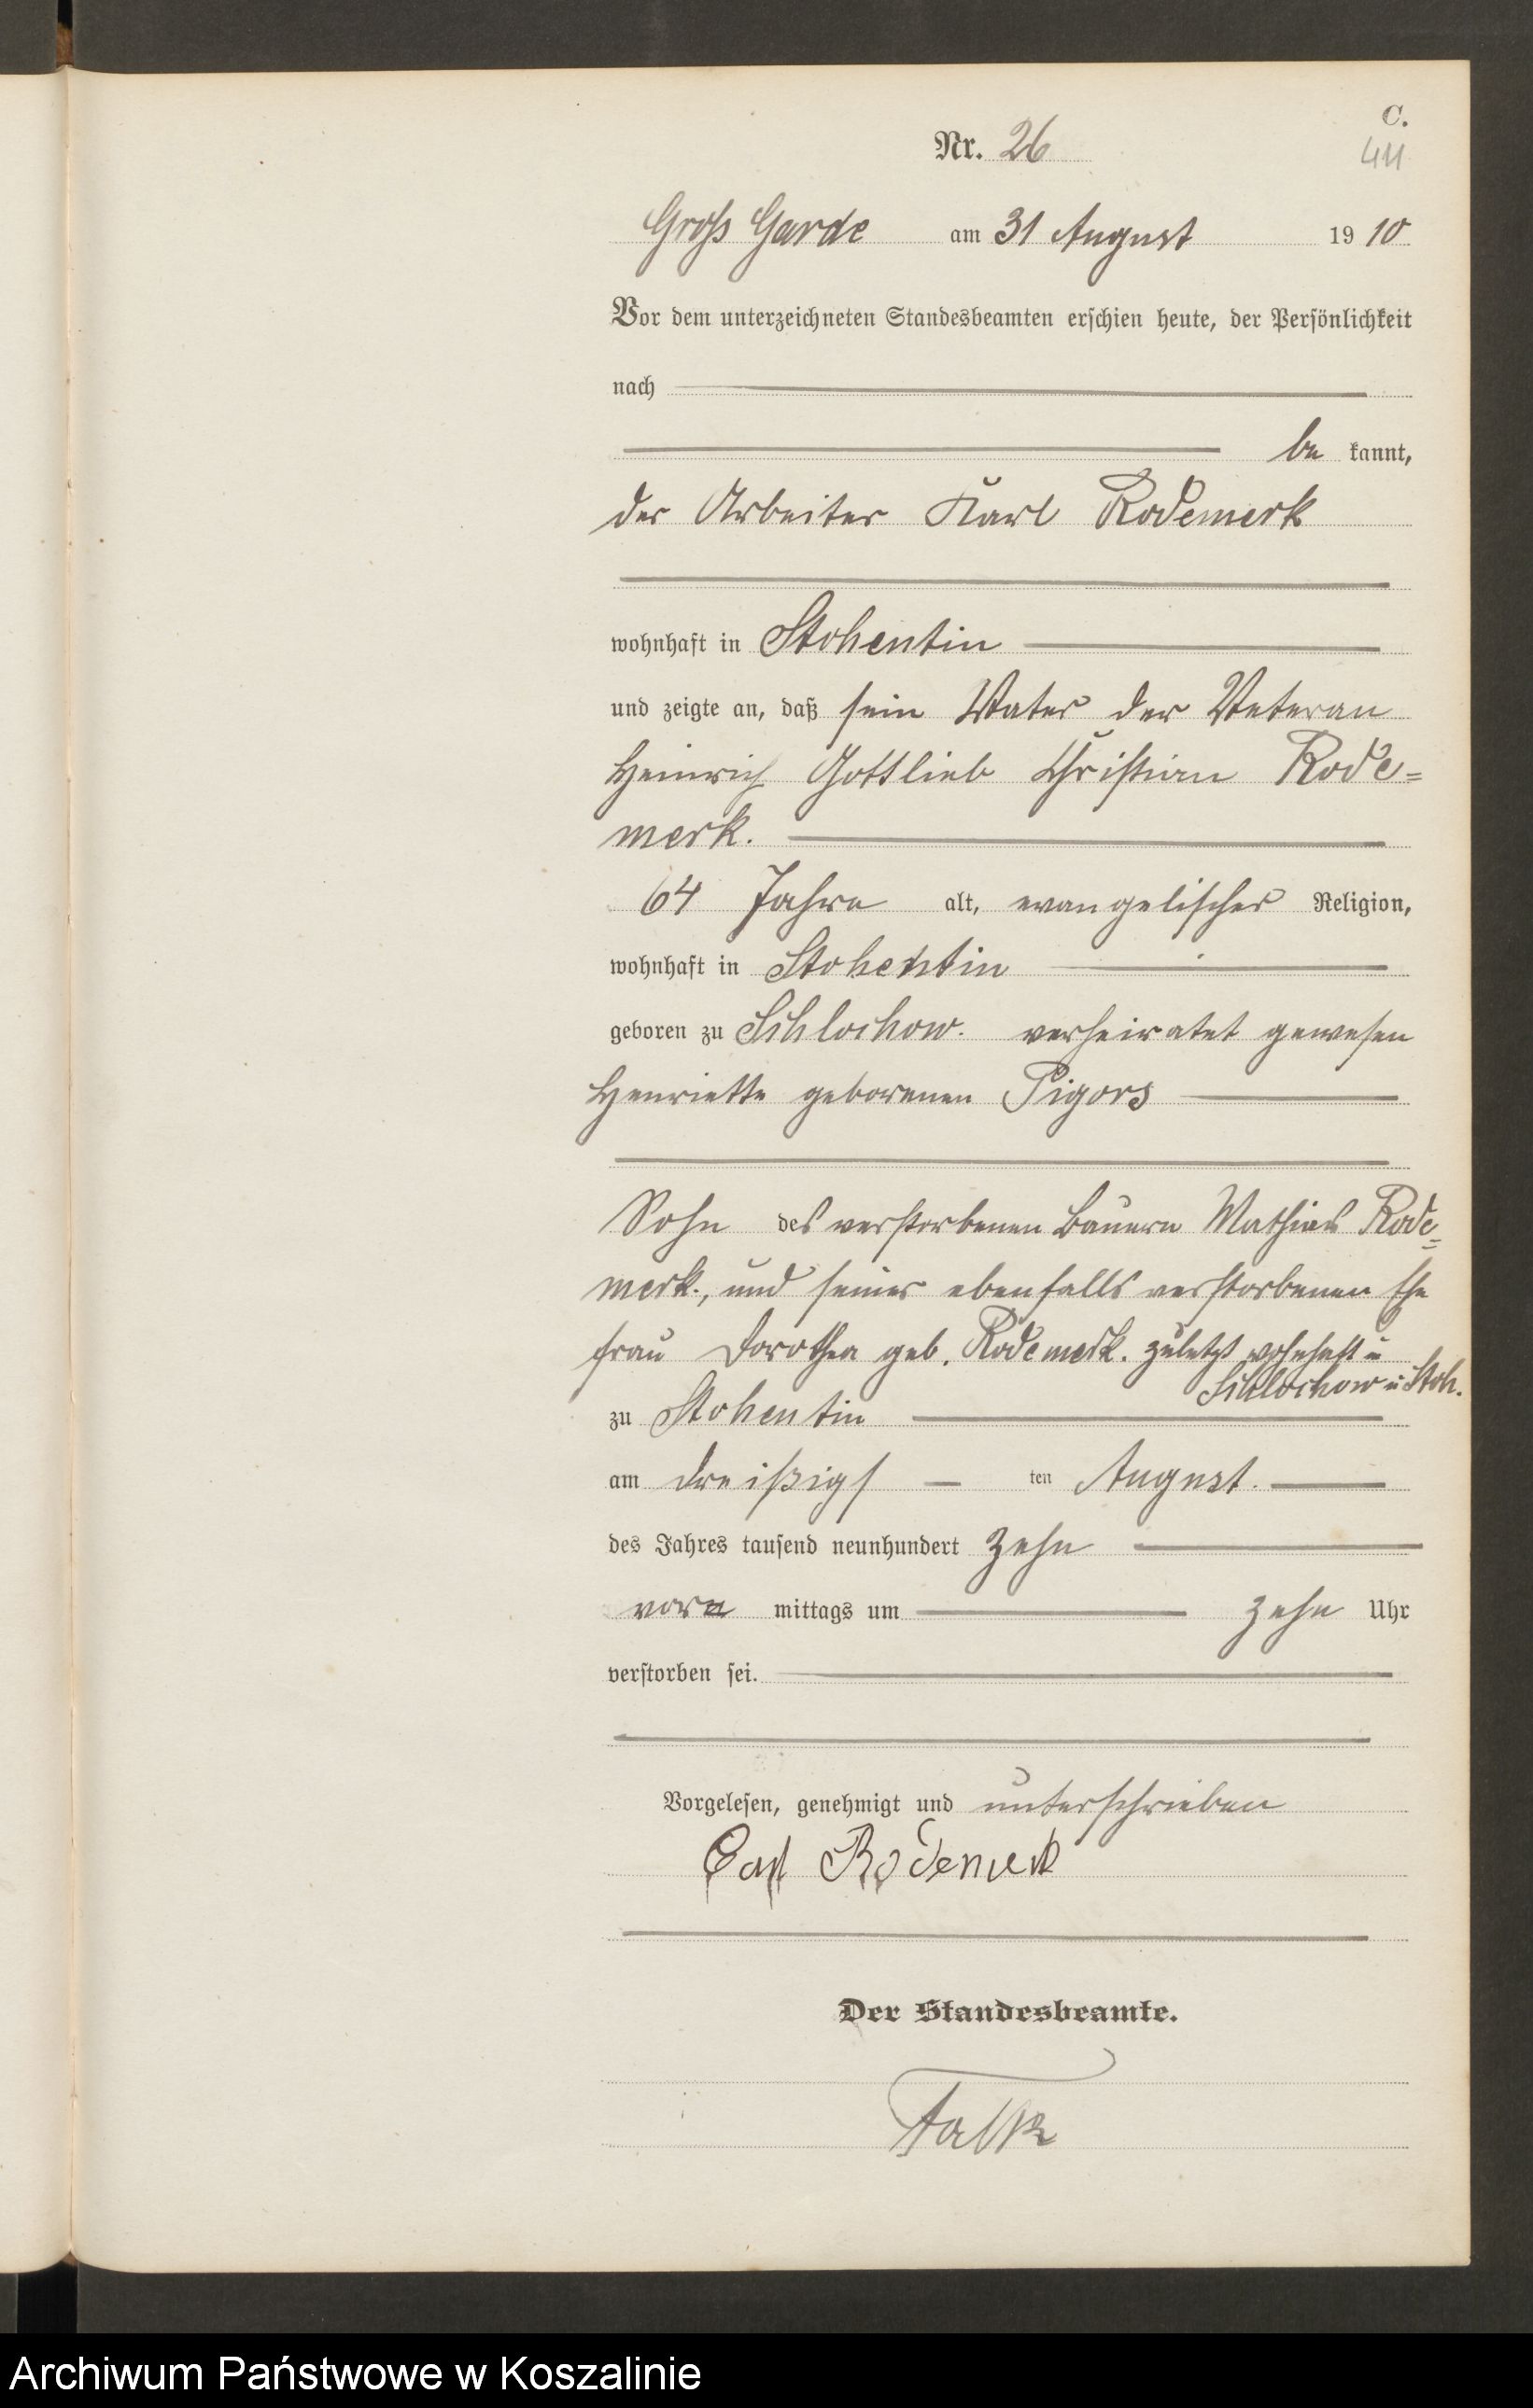 C.
Nr. 26
411
Gross Garde am 31 August 1910
Vor dem unterzeichneten Standesbeamten erschien heute, der Persönlichkeit
nach
be kannt,
der Arbeiter Karl Rodemerk
wohnhaft in Stohentin
und zeigte an, daß sein Vater der Veteran
Heinrich Gottlieb Christian Rode=
merk.
64 Jahre alt, evangelischer Religion,
wohnhaft in Stohentin
geboren zu Schlochow. verheiratet gewesen
Henriette geborenen Pigors
Sohn des verstorbenen Bauern Mathias Rode=
merk., und seiner ebenfalls verstorbenen Ehe
frau Dorothea geb. Rodemerk. zuletzt wohnhaft in
Schlochow u Stoh.
zu Stohentin
am dreißigs ten August.
des Jahres tausend neunhundert zehn
vor mittags um zehn Uhr
verstorben sei.
Vorgelesen, genehmigt und unterschrieben
Carl Rodemerk
Der Standesbeamte.
Falk
Archiwum Państwowe w Koszalinie